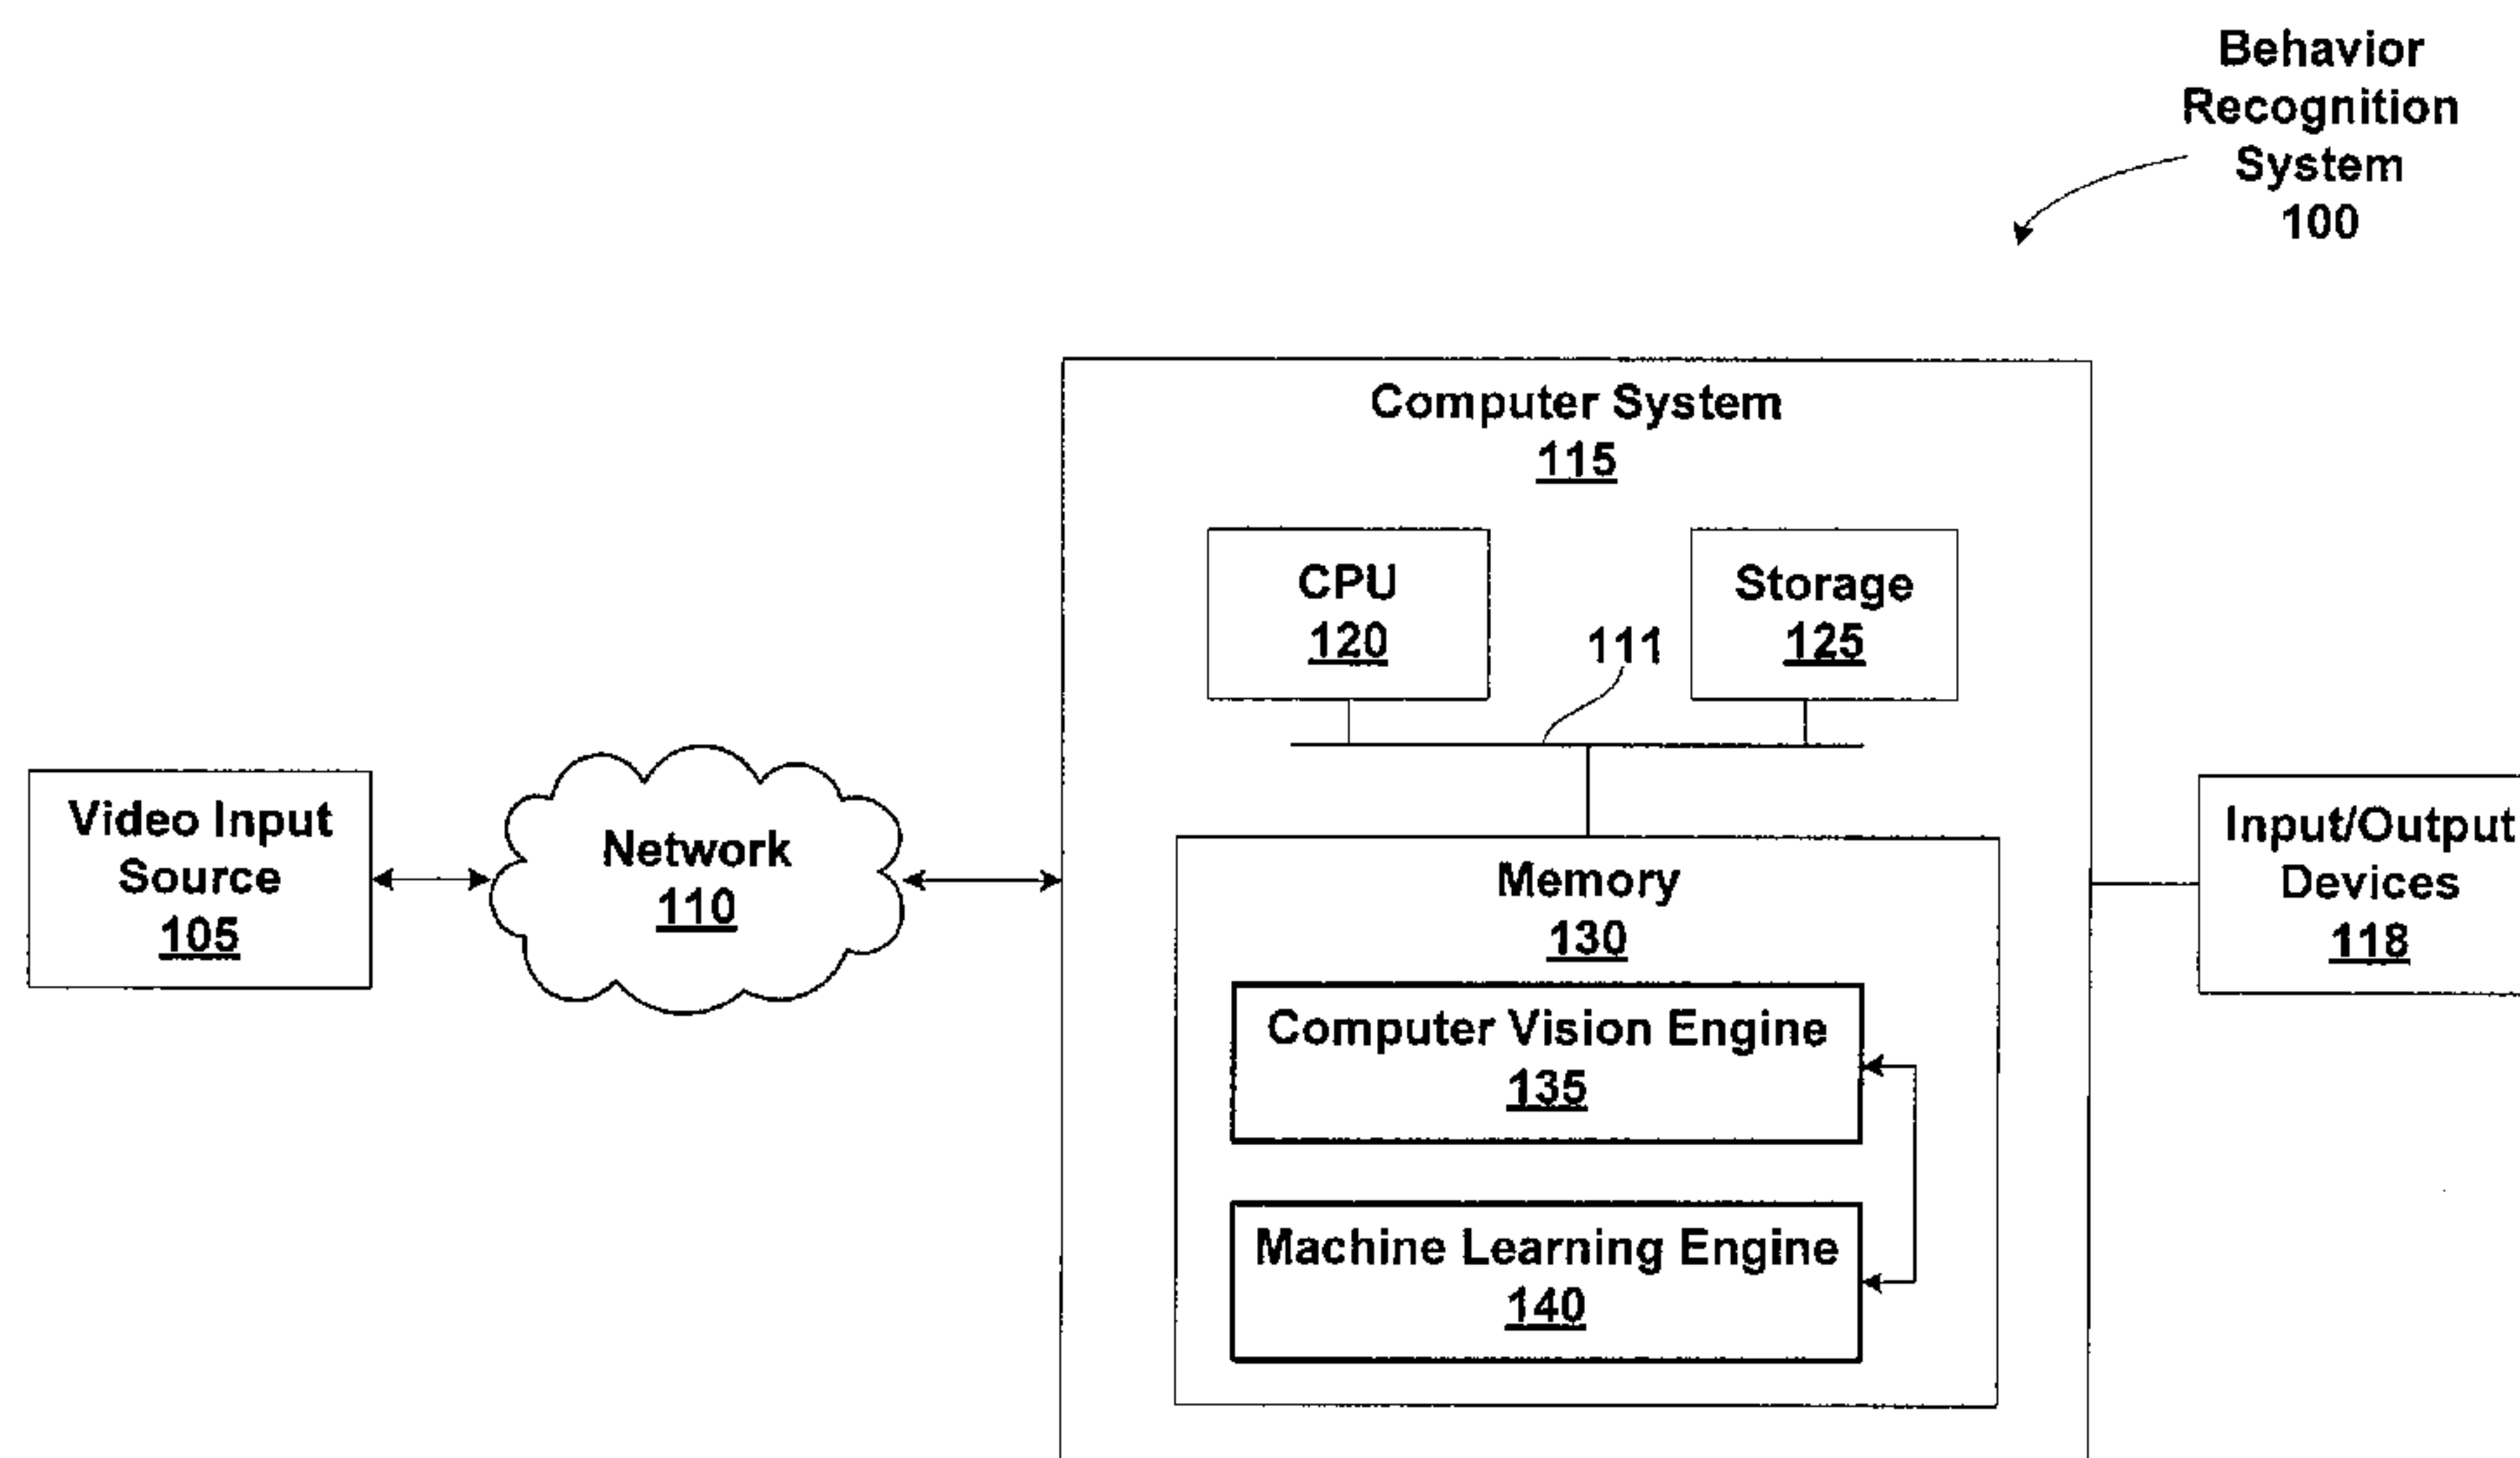 Behavior
Recognition
System
100
Computer System
115
CPU
120
Storage
125
111
Video Input
Source
105
Network
110
Memory
130
Input/Output
Devices
118
Computer Vision Engine
135
Machine Learning Engine
140